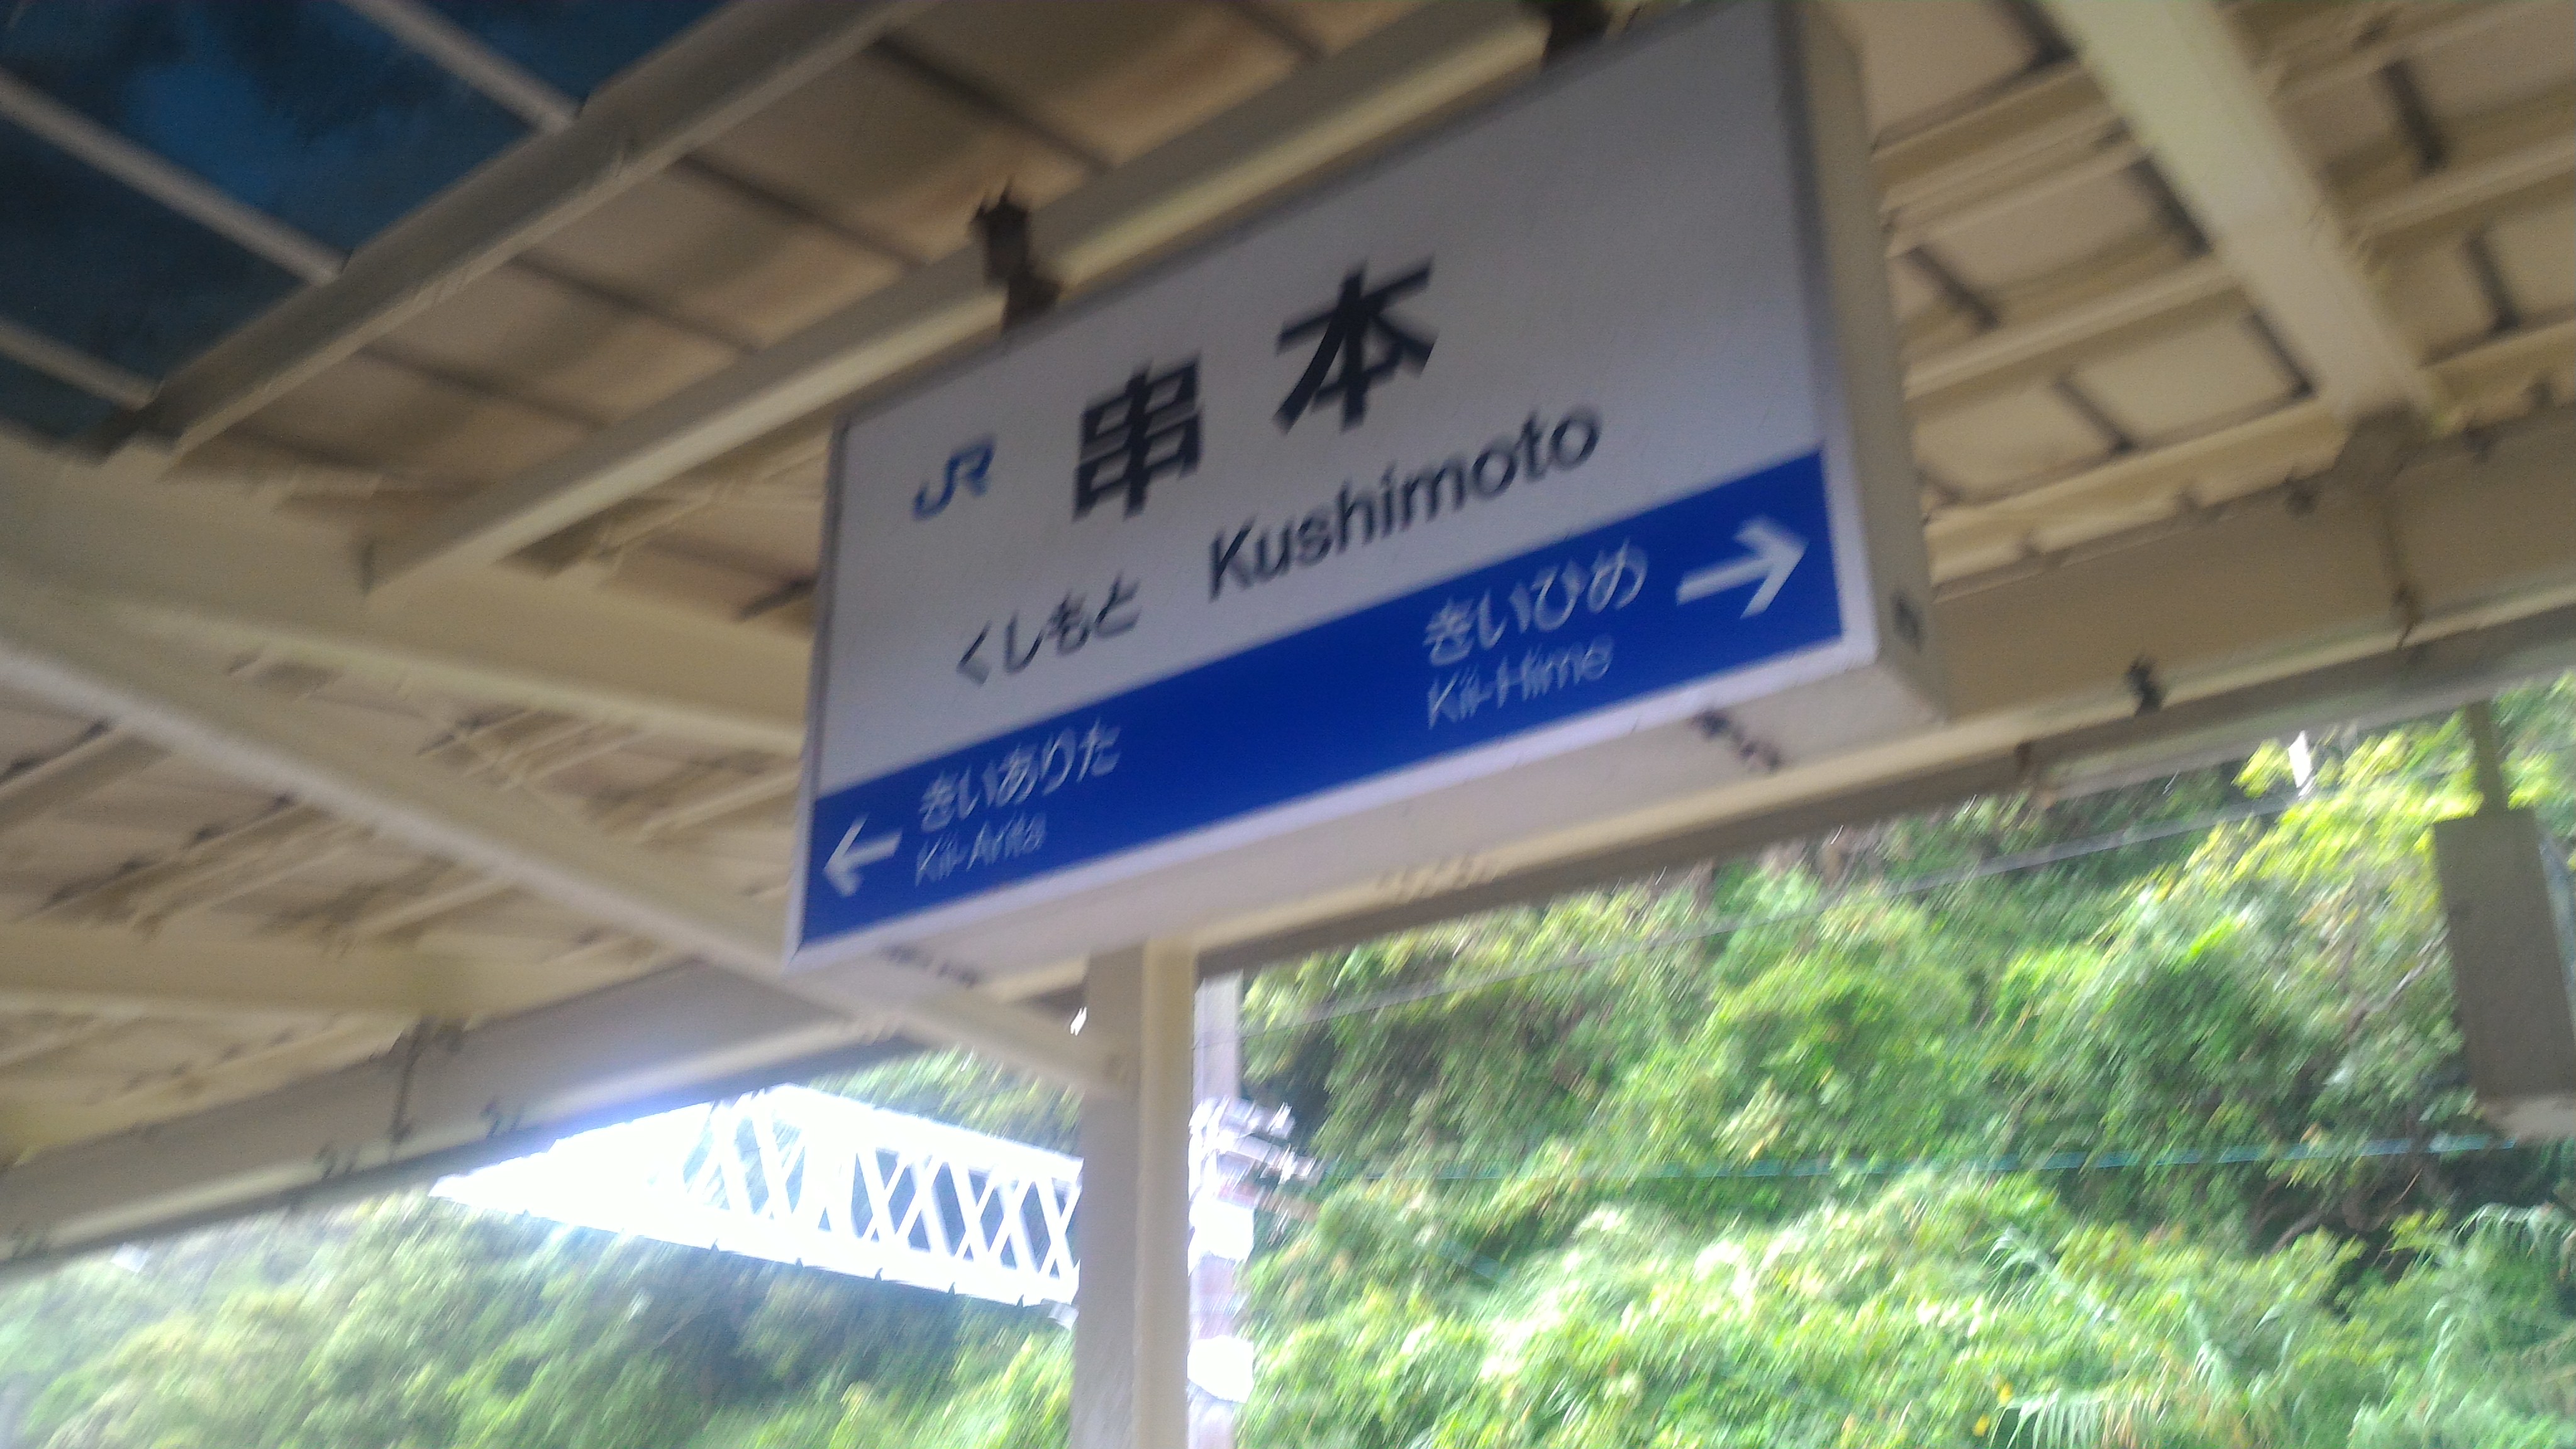 JR 串本
くしもと Kushimoto
きいひめ →
Kii-Hime
← きいありた
Kii-Arita